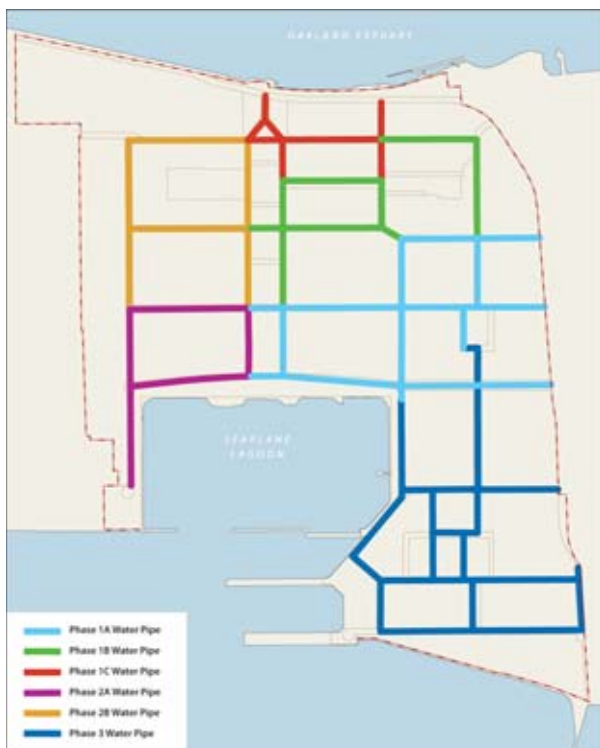 OAKLAND ESTUARY
SEAPLANE
LAGOON
Phase 1A Water Pipe
Phase 1B Water Pipe
Phase 1C Water Pipe
Phase 2A Water Pipe
Phase 2B Water Pipe
Phase 3 Water Pipe